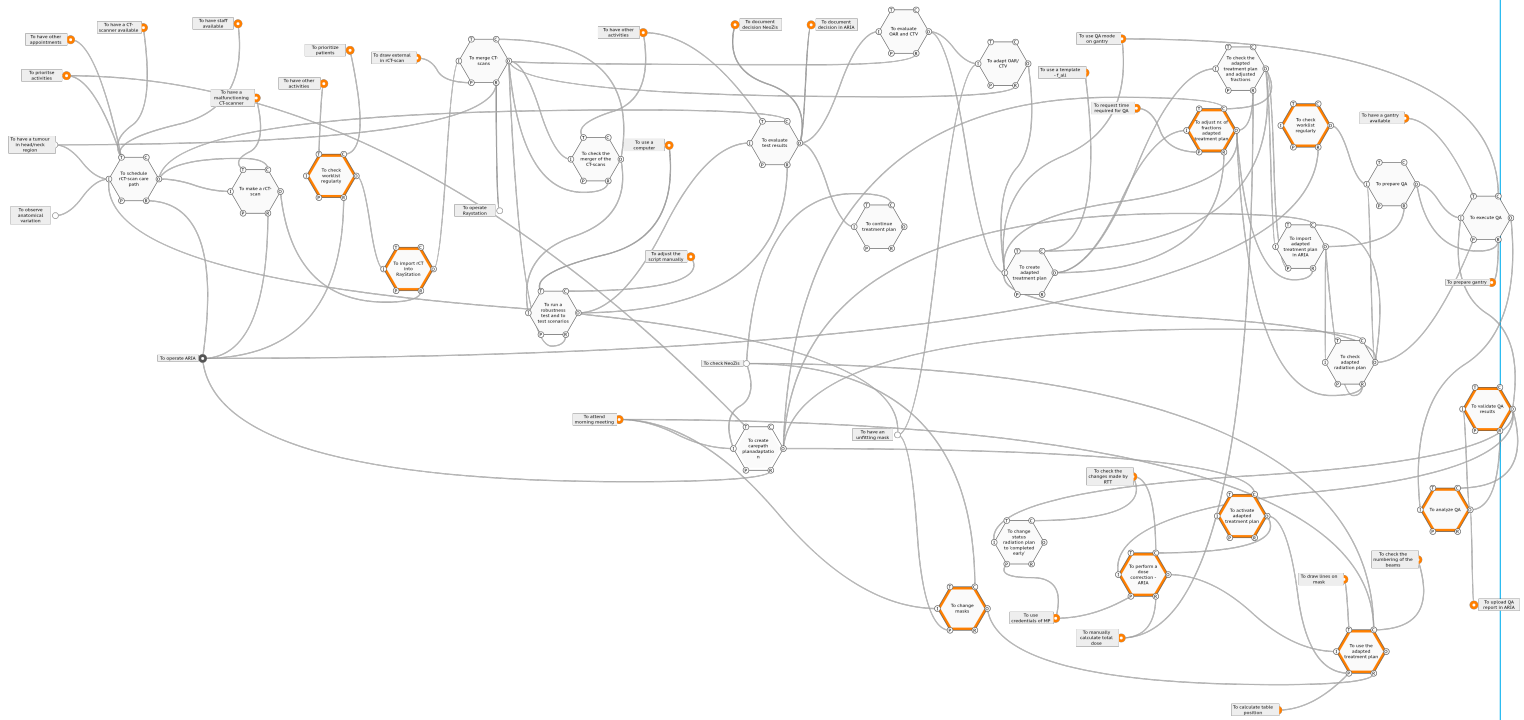 To have other
appointments
To have a CT-
scanner available
To have staff
available
To prioritize
patients
To draw external
in rCT-scan
To prioritize
activities
To have a
malfunctioning
CT-scanner
To have other
activities
To have a tumour
in head/neck
region
To observe
anatomical
variation
To schedule
rCT-scan care
path
To make a rCT-
scan
To check
worklist
regularly
To import rCT
into
RayStation
To merge CT-
scans
To have other
activities
To check the
merger of the
CT-scans
To use a
computer
To operate
Raystation
To adjust the
script manually
To run a
robustness
test and to
test scenarios
To operate ARIA
To document
decision NeoZis
To document
decision in ARIA
To evaluate
test results
To evaluate
OAR and CTV
To adapt OAR/
CTV
To continue
treatment plan
To use QA mode
on gantry
To use a template
-f_all
To request time
required for QA
To create
adapted
treatment plan
To check the
adapted
treatment plan
and adjusted
fractions
To adjust nr. of
fractions
adapted
treatment plan
To check
worklist
regularly
To have a gantry
available
To prepare QA
To execute QA
To import
adapted
treatment plan
in ARIA
To prepare gantry
To check
adapted
radiation plan
To check NeoZis
To attend
morning meeting
To create
carepath
planadaptatio
n
To have an
unfitting mask
To validate QA
results
To analyze QA
To check the
changes made by
RTT
To activate
adapted
treatment plan
To change
status
radiation plan
to completed
early'
To perform a
dose
correction -
ARIA
To check the
numbering of the
beams
To draw lines on
mask
To change
masks
To use
credentials of MP
To manually
calculate total
dose
To upload QA
report in ARIA
To use the
adapted
treatment plan
To calculate table
position